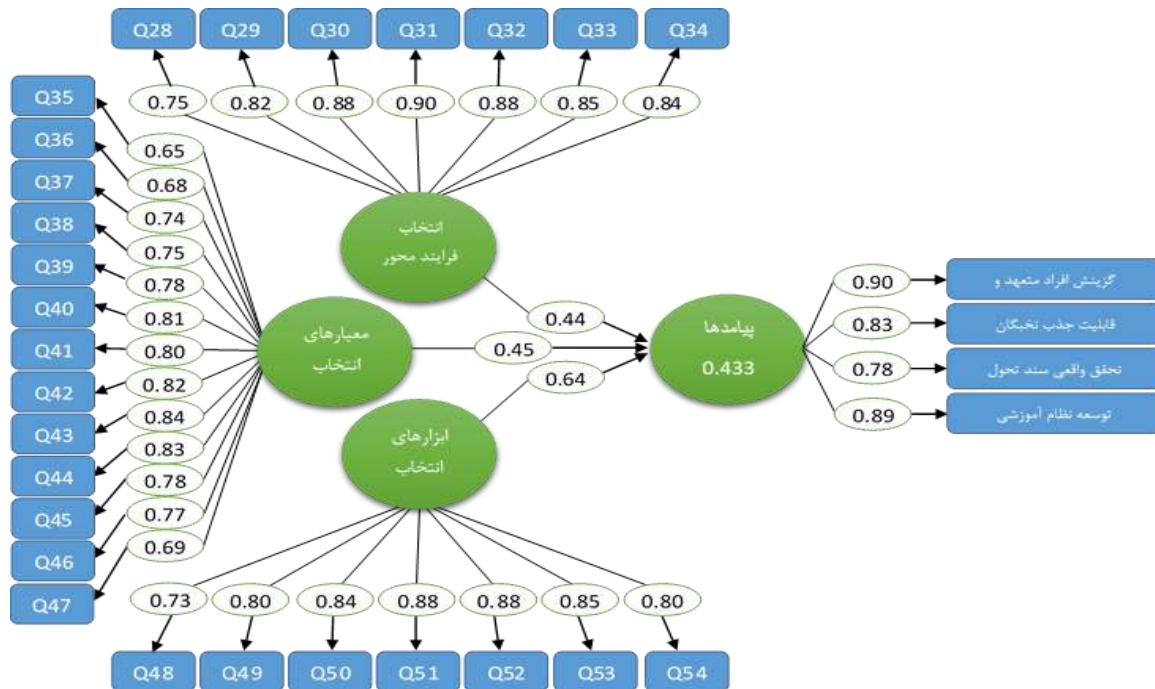 Q28
Q29
Q30
Q31
Q32
Q33
Q34
0.75
0.82
0.88
0.90
0.88
0.85
0.84
Q35
Q36
Q37
Q38
Q39
Q40
Q41
Q42
Q43
Q44
Q45
Q46
Q47
0.65
0.68
0.74
0.75
0.78
0.81
0.80
0.82
0.84
0.83
0.78
0.77
0.69
انتخاب
فرایند محور
معیارهای
انتخاب
ابزارهای
انتخاب
0.44
0.45
0.64
پیامدها
0.433
0.90
0.83
0.78
0.89
گزینش افراد متعهد و
قابلیت جذب نخبگان
تحقق واقعی سند تحول
توسعه نظام آموزشی
0.73
0.80
0.84
0.88
0.88
0.85
0.80
Q48
Q49
Q50
Q51
Q52
Q53
Q54